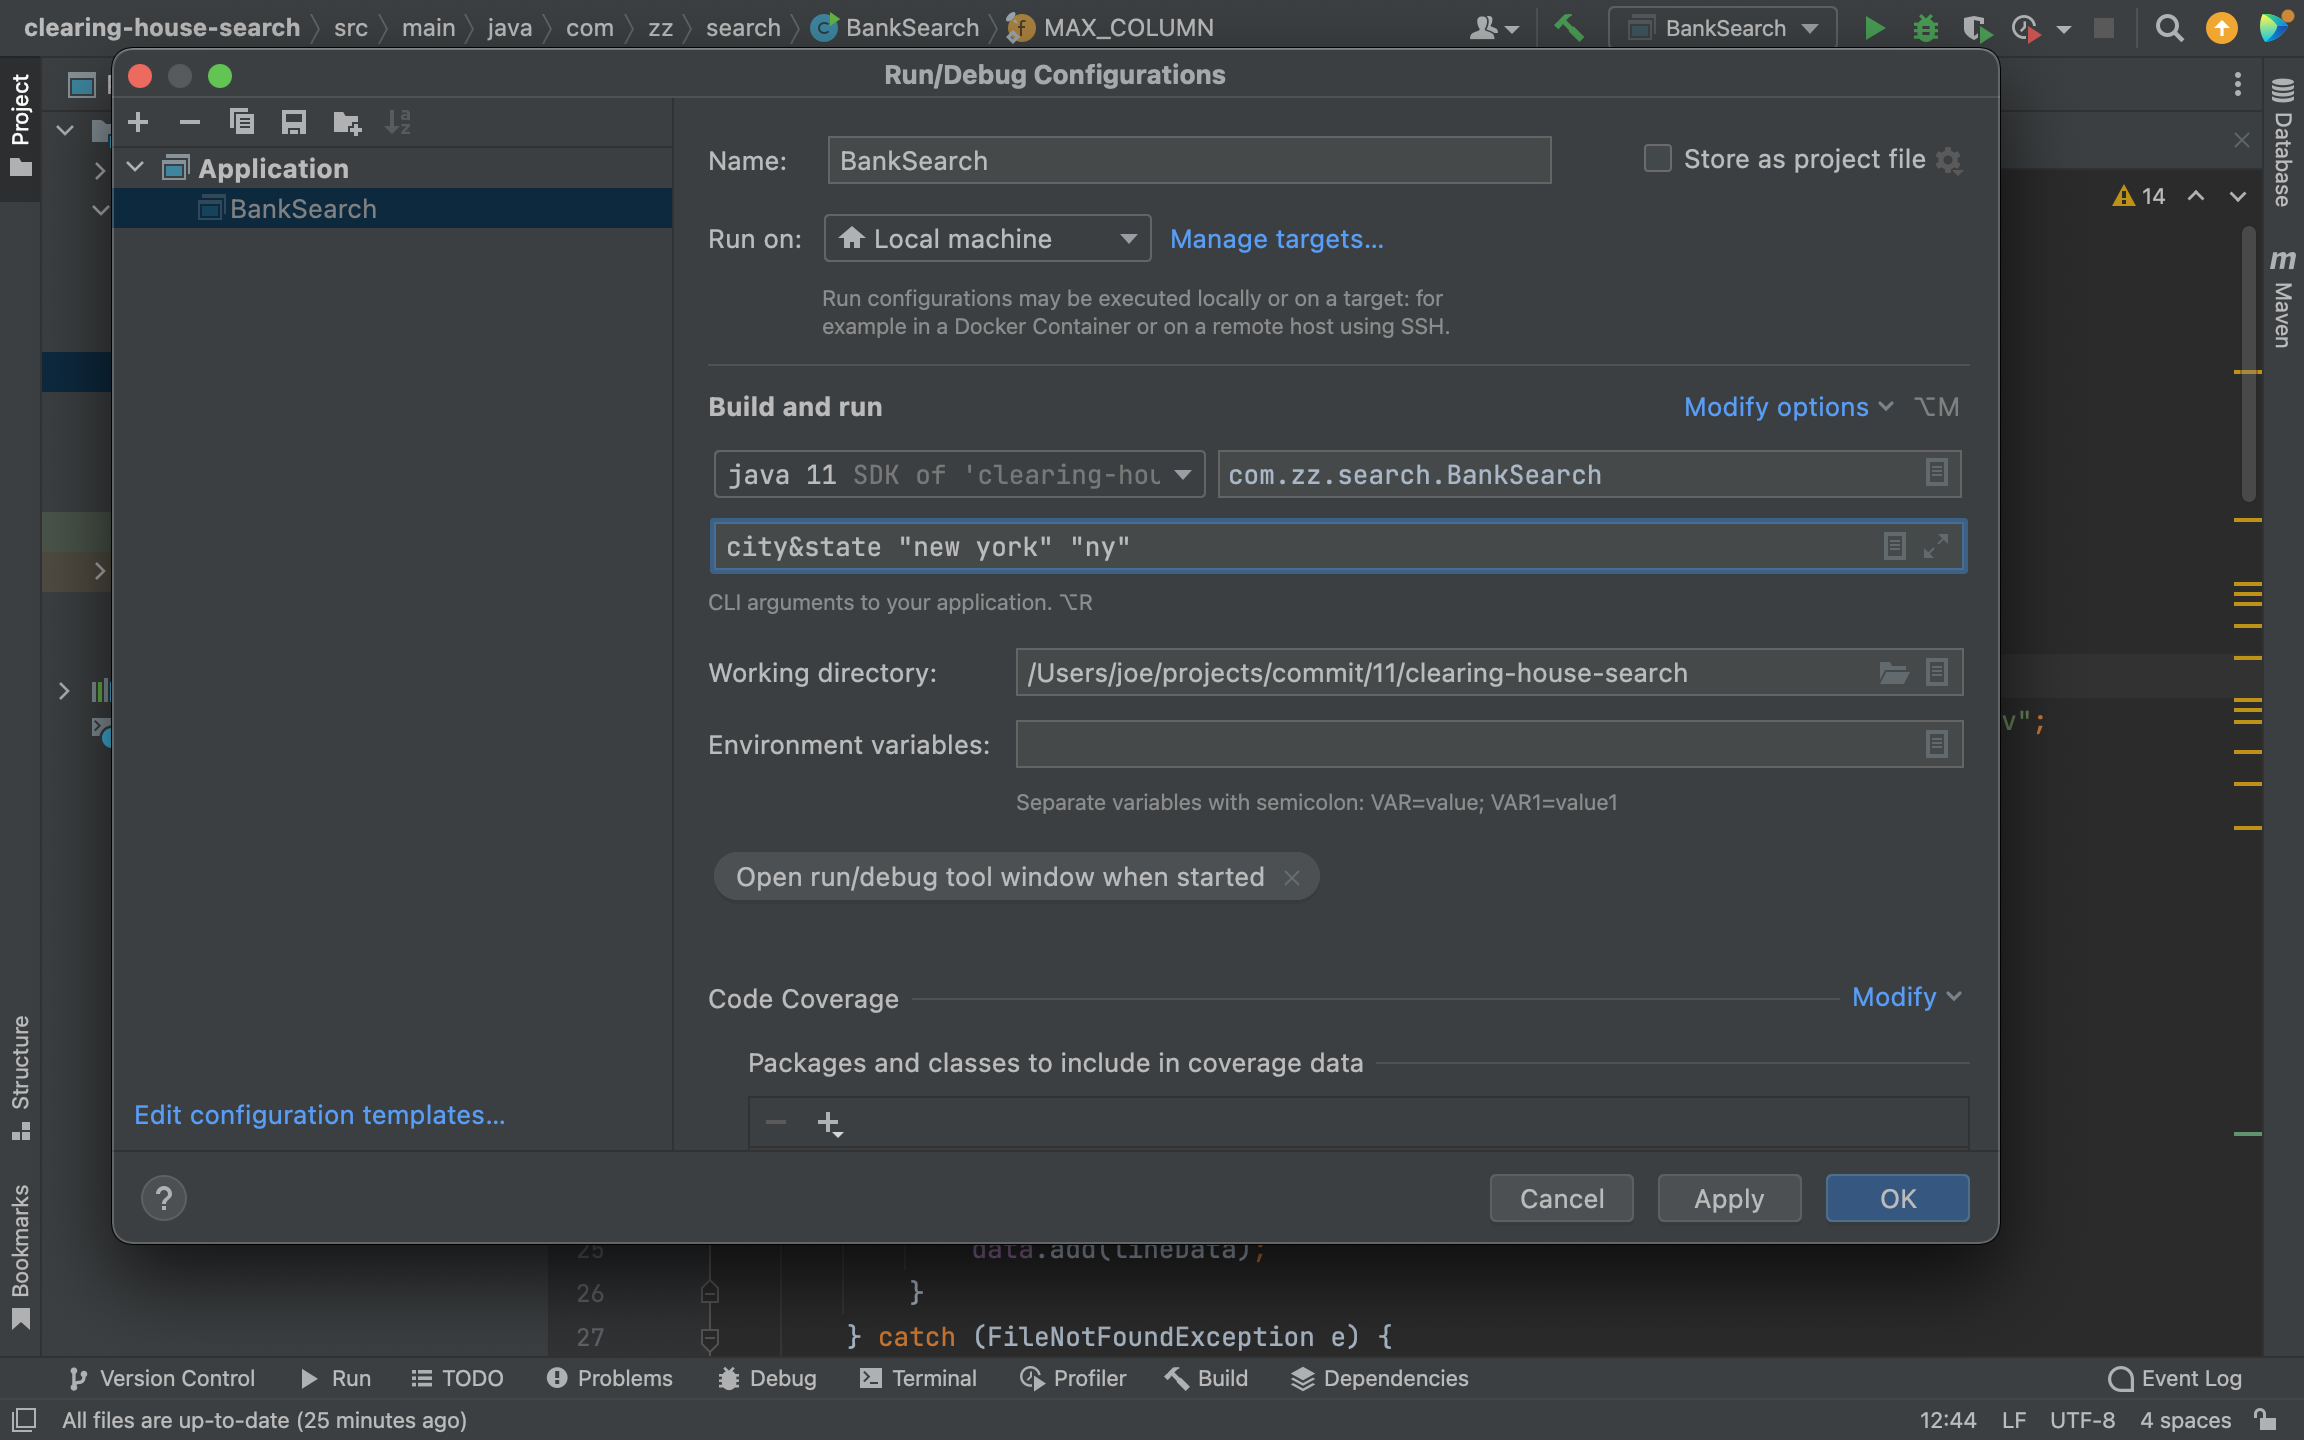 clearing-house-search src main java com zz search BankSearch MAX_COLUMN BankSearch
Run/Debug Configurations
Project
Application
BankSearch
Name: BankSearch Store as project file
Run on: Local machine Manage targets...
Run configurations may be executed locally or on a target: for
example in a Docker Container or on a remote host using SSH.
Build and run Modify options ⌥M
java 11 SDK of 'clearing-hou com.zz.search.BankSearch
city&state "new york" "ny"
CLI arguments to your application. ⌥R
Working directory: /Users/joe/projects/commit/11/clearing-house-search
Environment variables:
Separate variables with semicolon: VAR=value; VAR1=value1
Open run/debug tool window when started
Code Coverage Modify
Packages and classes to include in coverage data
Edit configuration templates...
? Cancel Apply OK
14
Database
m Maven
v";
Structure
Bookmarks
25 data.add(lineData);
26 }
27 } catch (FileNotFoundException e) {
Version Control Run TODO Problems Debug Terminal Profiler Build Dependencies Event Log
All files are up-to-date (25 minutes ago) 12:44 LF UTF-8 4 spaces